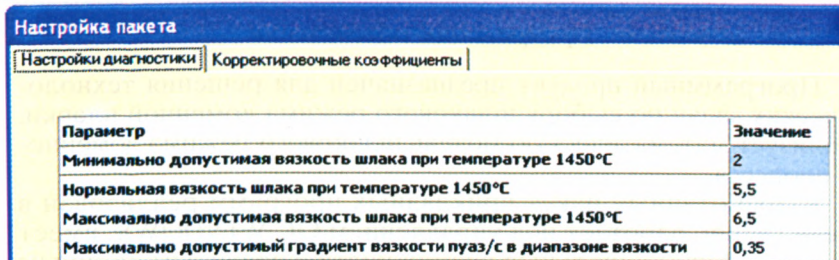 Настройка пакета
Настройки диагностики Корректировочные коэффициенты
Параметр Значение
Минимально допустимая вязкость шлака при температуре 1450°С 2
Нормальная вязкость шлака при температуре 1450°С 5,5
Максимально допустимая вязкость шлака при температуре 1450°С 6,5
Максимально допустимый градиент вязкости пуаз/с в диапазоне вязкости 0,35